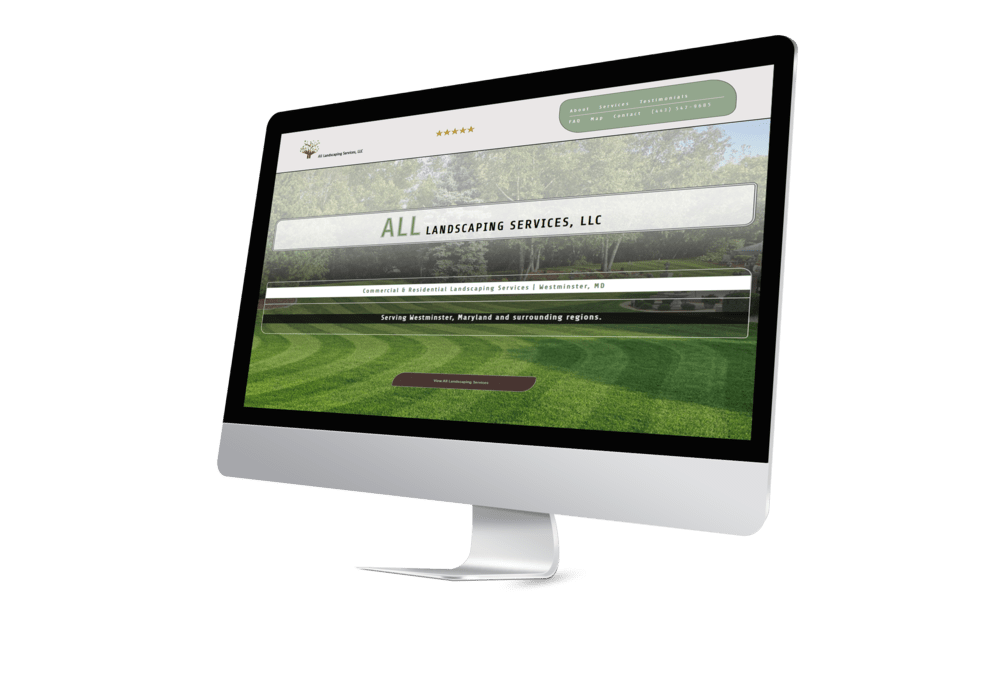 All Landscaping Services, LLC
About Services Testimonials
FAQ Map Contact (443) 547-9603
ALL LANDSCAPING SERVICES, LLC
Commercial & Residential Landscaping Services | Westminster, MD
Serving Westminster, Maryland and surrounding regions.
View All Landscaping Services